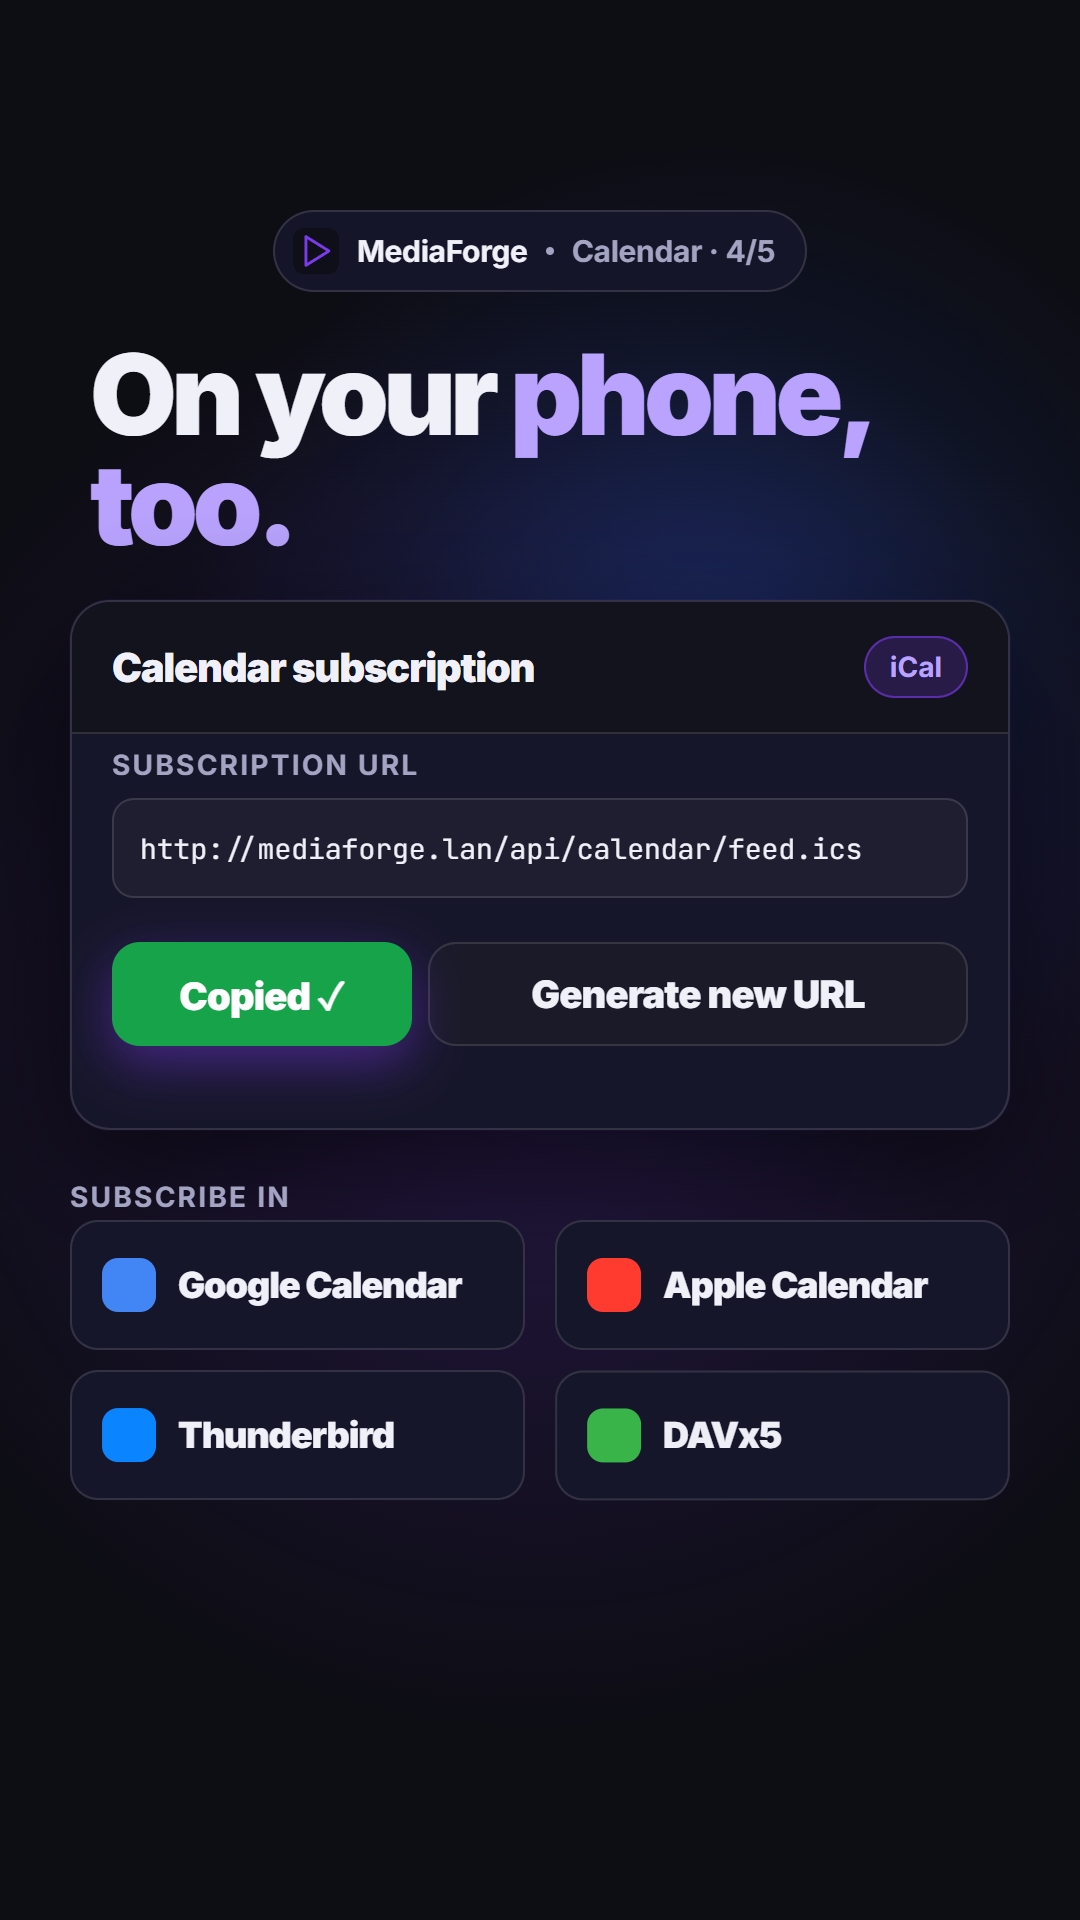 MediaForge • Calendar · 4/5
On your phone,
too.
Calendar subscription
iCal
SUBSCRIPTION URL
http://mediaforge.lan/api/calendar/feed.ics
Copied ✓
Generate new URL
SUBSCRIBE IN
Google Calendar
Apple Calendar
Thunderbird
DAVx5